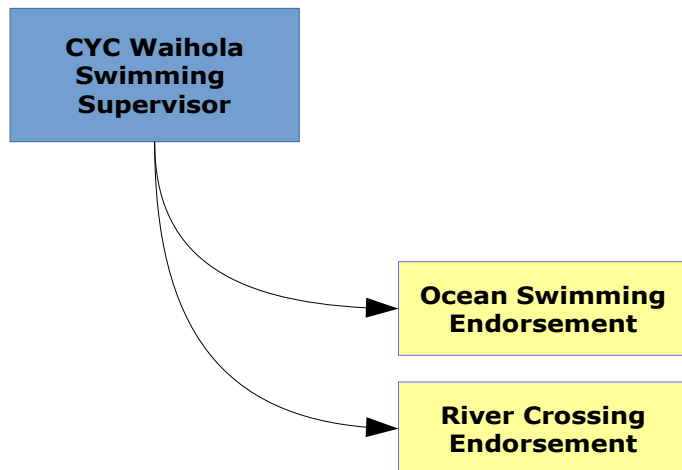 CYC Waihola
Swimming
Supervisor
Ocean Swimming
Endorsement
River Crossing
Endorsement